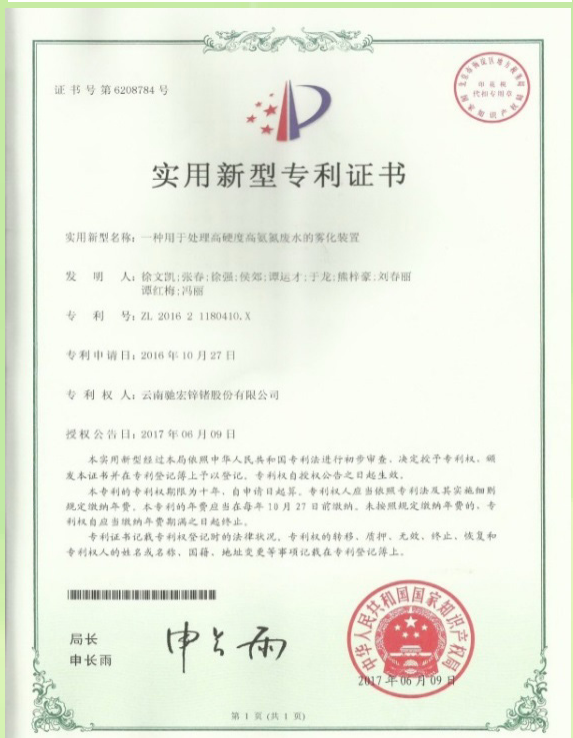 证书号第6208784号
印花税
代扣专用章
实用新型专利证书
实用新型名称：一种用于处理高硬度高氨氮废水的雾化装置
发 明 人：徐文凯;张春;徐强;侯郊;谭运才;于龙;熊梓豪;刘春丽
谭红梅;冯丽
专 利 号：ZL 2016 2 1180410.X
专利申请日：2016年10月27日
专 利 权 人：云南驰宏锌锗股份有限公司
授权公告日：2017年06月09日
本实用新型经过本局依照中华人民共和国专利法进行初步审查，决定授予专利权，颁
发本证书并在专利登记簿上予以登记。专利权自授权公告之日起生效。
本专利的专利权期限为十年，自申请日起算。专利权人应当依照专利法及其实施细则
规定缴纳年费。本专利的年费应当在每年10月27日前缴纳。未按照规定缴纳年费的，专
利权自应当缴纳年费期满之日起终止。
专利证书记载专利权登记时的法律状况。专利权的转移、质押、无效、终止、恢复和
专利权人的姓名或名称、国籍、地址变更等事项记载在专利登记簿上。
局长
申长雨
申长雨
中华人民共和国国家知识产权局
2017年06月09日
第 1 页 (共 1 页)